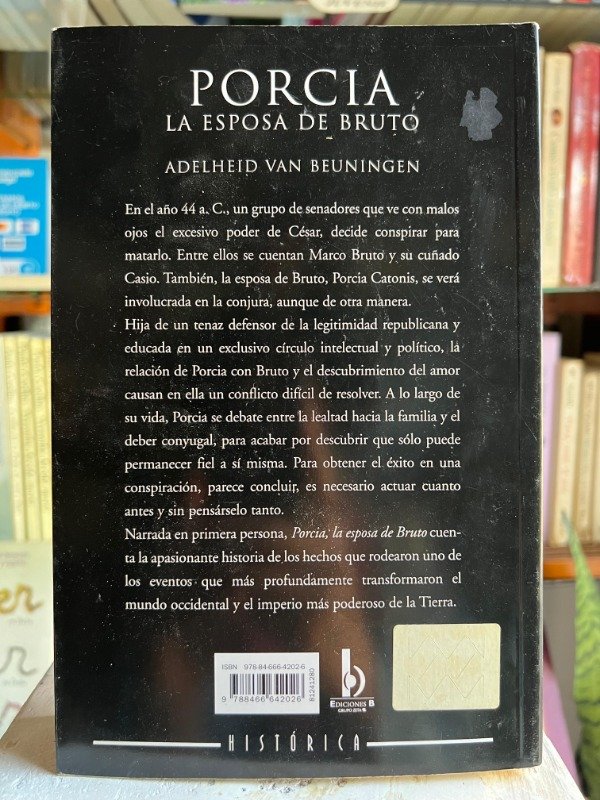 PORCIA
LA ESPOSA DE BRUTO
ADELHEID VAN BEUNINGEN
En el año 44 a. C., un grupo de senadores que ve con malos
ojos el excesivo poder de César, decide conspirar para
matarlo. Entre ellos se cuentan Marco Bruto y su cuñado
Casio. También, la esposa de Bruto, Porcia Catonis, se verá
involucrada en la conjura, aunque de otra manera.
Hija de un tenaz defensor de la legitimidad republicana y
educada en un exclusivo círculo intelectual y político, la
relación de Porcia con Bruto y el descubrimiento del amor
causan en ella un conflicto difícil de resolver. A lo largo de
su vida, Porcia se debate entre la lealtad hacia la familia y el
deber conyugal, para acabar por descubrir que sólo puede
permanecer fiel a sí misma. Para obtener el éxito en una
conspiración, parece concluir, es necesario actuar cuanto
antes y sin pensárselo tanto.
Narrada en primera persona, Porcia, la esposa de Bruto cuen-
ta la apasionante historia de los hechos que rodearon uno de
los eventos que más profundamente transformaron el
mundo occidental y el imperio más poderoso de la Tierra.
ISBN 978-84-666-4202-6
9 788466 642026
81241280
b
EDICIONES B
GRUPO ZETA
HISTÓRICA